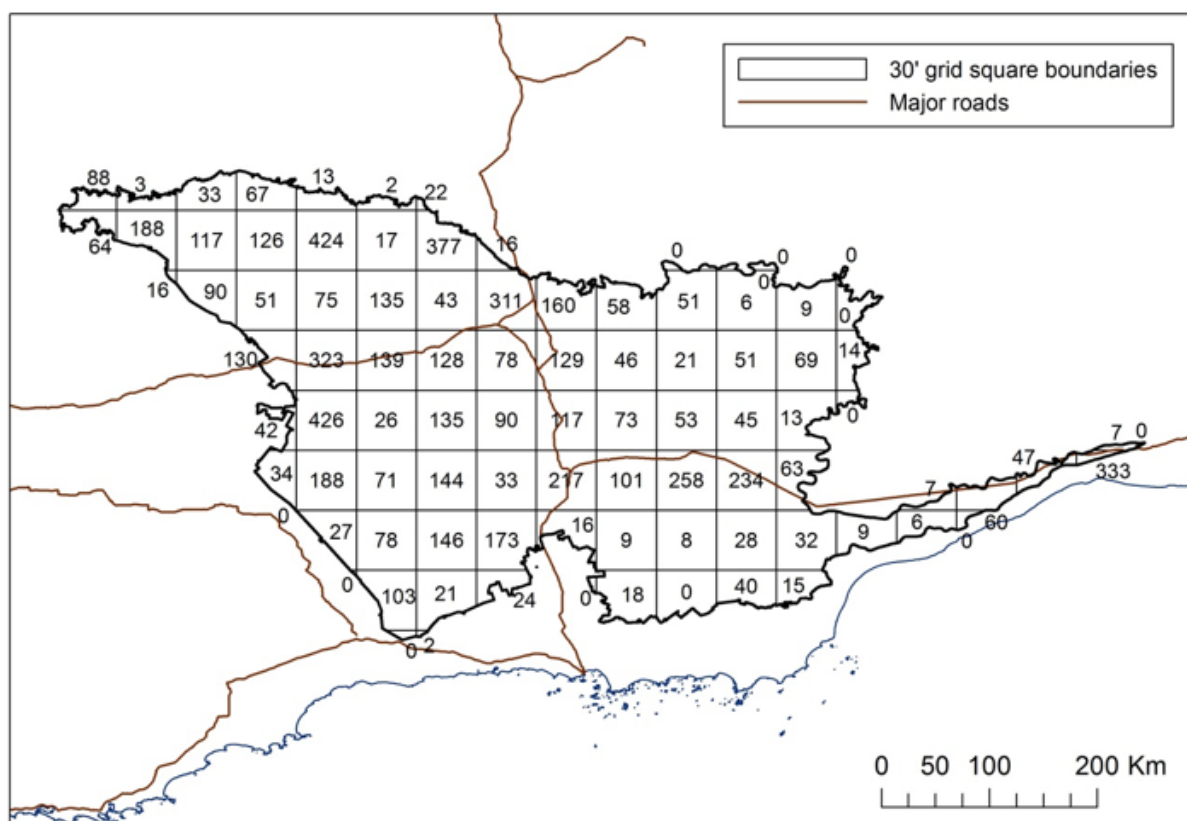 30' grid square boundaries
Major roads
88 3 33 67 13 2 22
64 188 117 126 424 17 377 16 0 0 0
16 90 51 75 135 43 311 160 58 51 0 6 9 0
130 323 139 128 78 129 46 21 51 69 14
42 426 26 135 90 117 73 53 45 13 0
34 188 71 144 33 217 101 258 234 63 7 47 7 0 333
0 27 78 146 173 16 9 8 28 32 9 6 60 0
0 103 21 24 0 18 0 40 15
0 2
0 50 100 200 Km